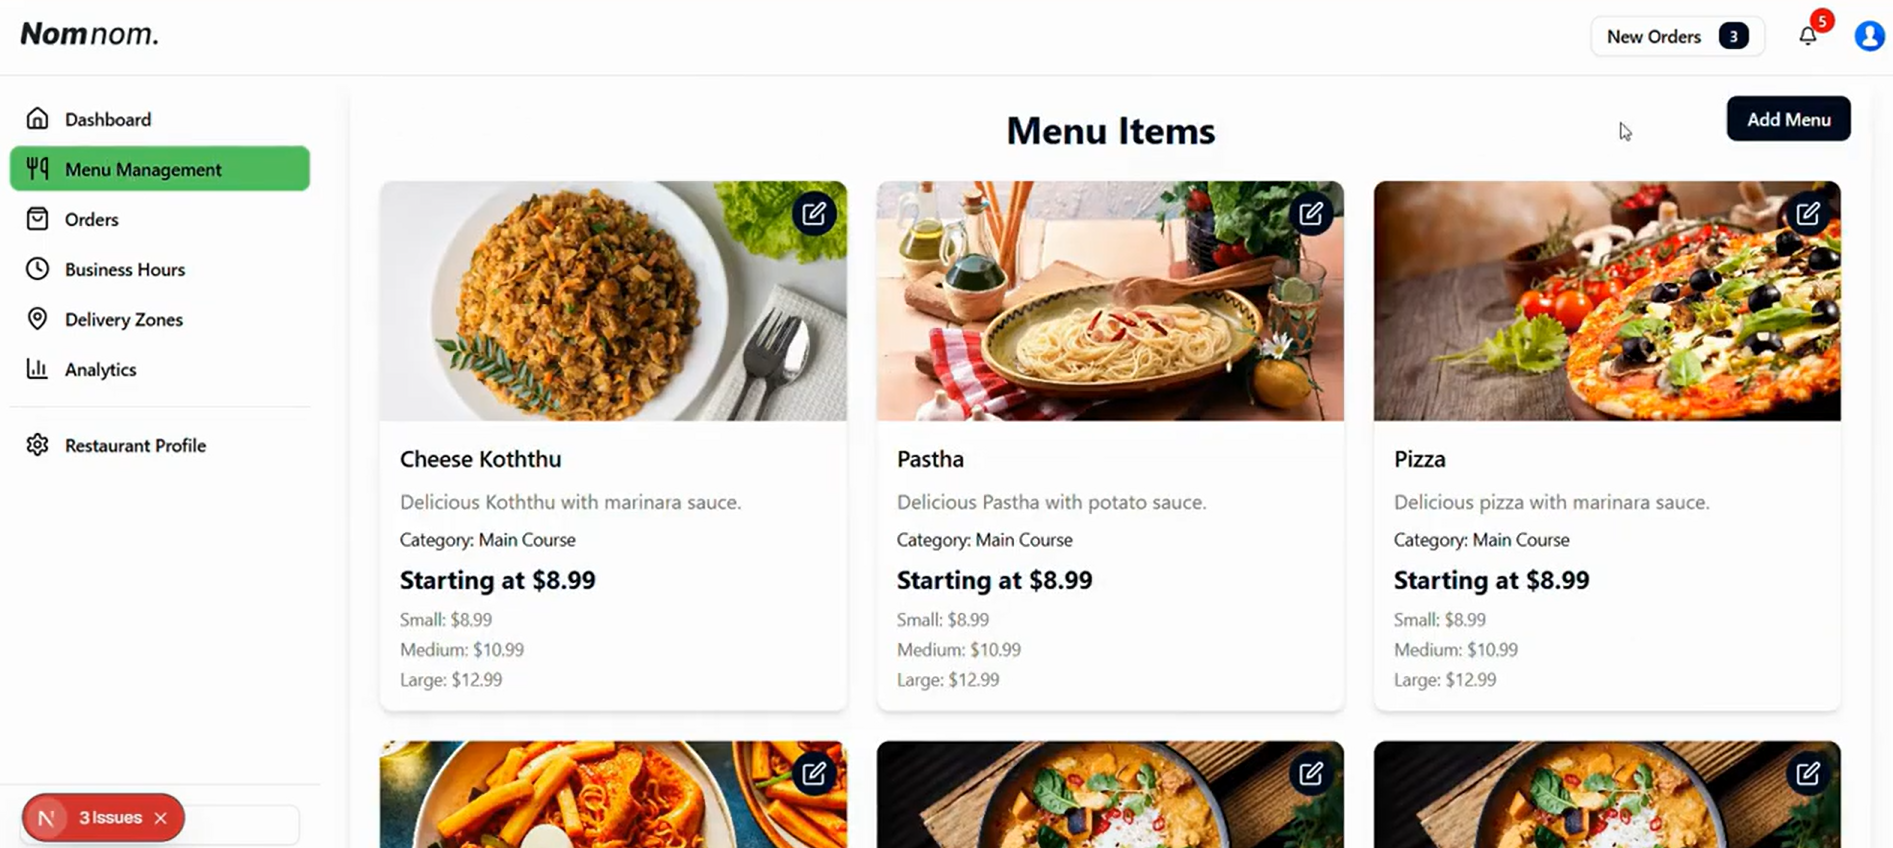 Nomnom.
New Orders 3
5
Dashboard
Menu Management
Orders
Business Hours
Delivery Zones
Analytics
Restaurant Profile
3 Issues
Menu Items
Add Menu
Cheese Koththu
Delicious Koththu with marinara sauce.
Category: Main Course
Starting at $8.99
Small: $8.99
Medium: $10.99
Large: $12.99
Pastha
Delicious Pastha with potato sauce.
Category: Main Course
Starting at $8.99
Small: $8.99
Medium: $10.99
Large: $12.99
Pizza
Delicious pizza with marinara sauce.
Category: Main Course
Starting at $8.99
Small: $8.99
Medium: $10.99
Large: $12.99